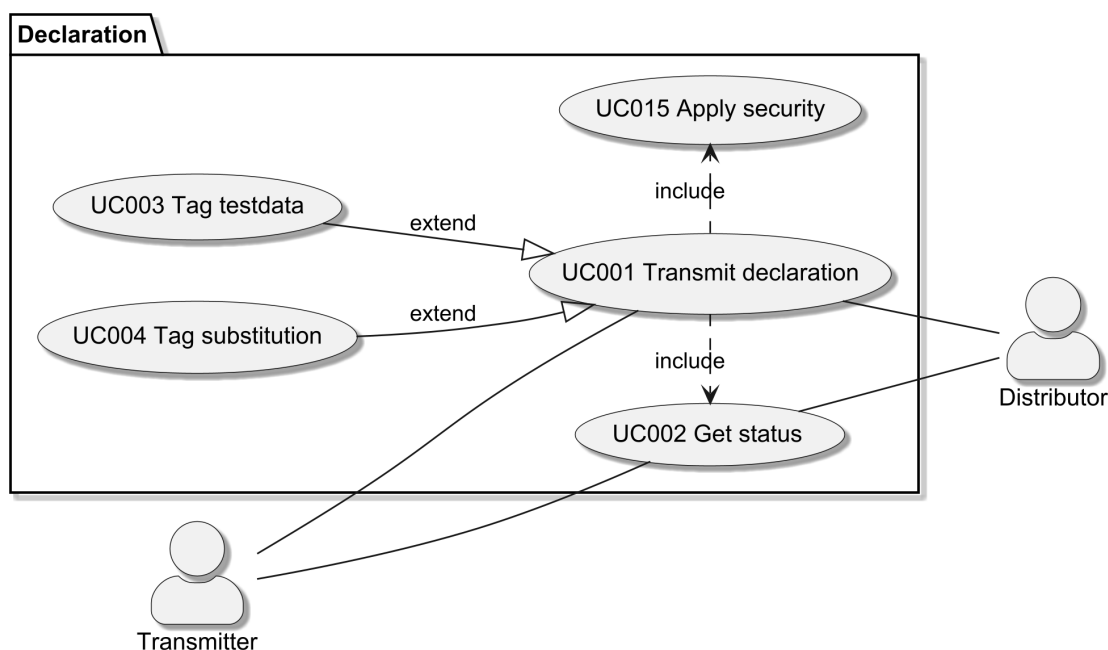 Declaration
UC015 Apply security
include
UC003 Tag testdata
extend
UC001 Transmit declaration
extend
UC004 Tag substitution
include
Distributor
UC002 Get status
Transmitter